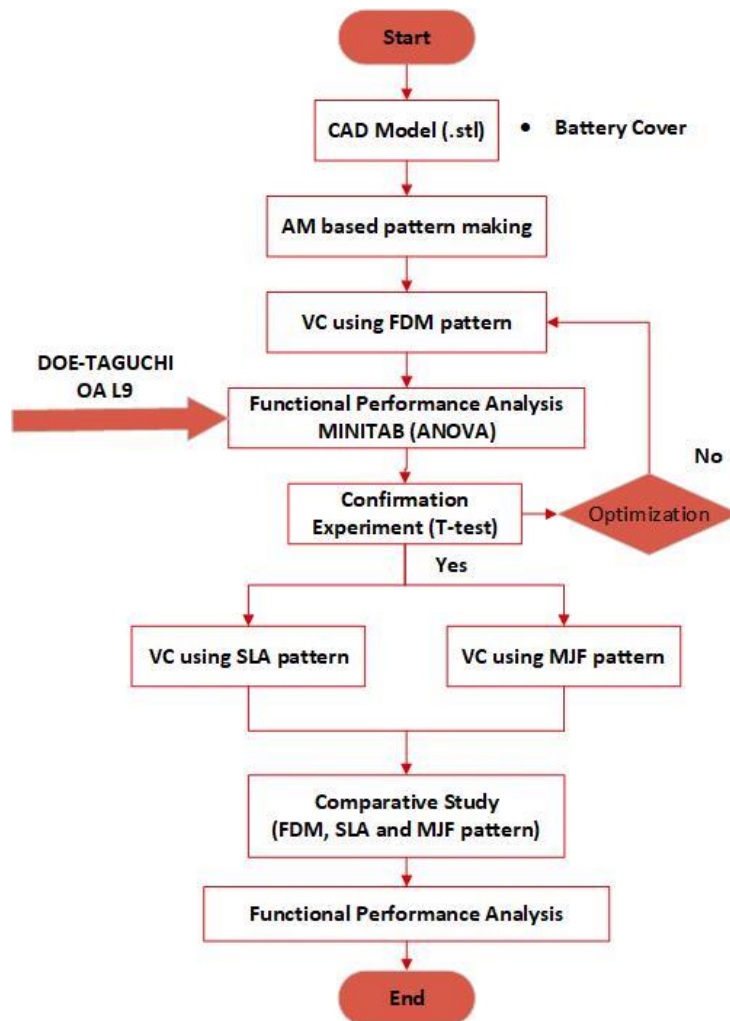 Start
CAD Model (.stl)
• Battery Cover
AM based pattern making
VC using FDM pattern
DOE-TAGUCHI
OA L9
Functional Performance Analysis
MINITAB (ANOVA)
No
Confirmation
Experiment (T-test)
Optimization
Yes
VC using SLA pattern
VC using MJF pattern
Comparative Study
(FDM, SLA and MJF pattern)
Functional Performance Analysis
End